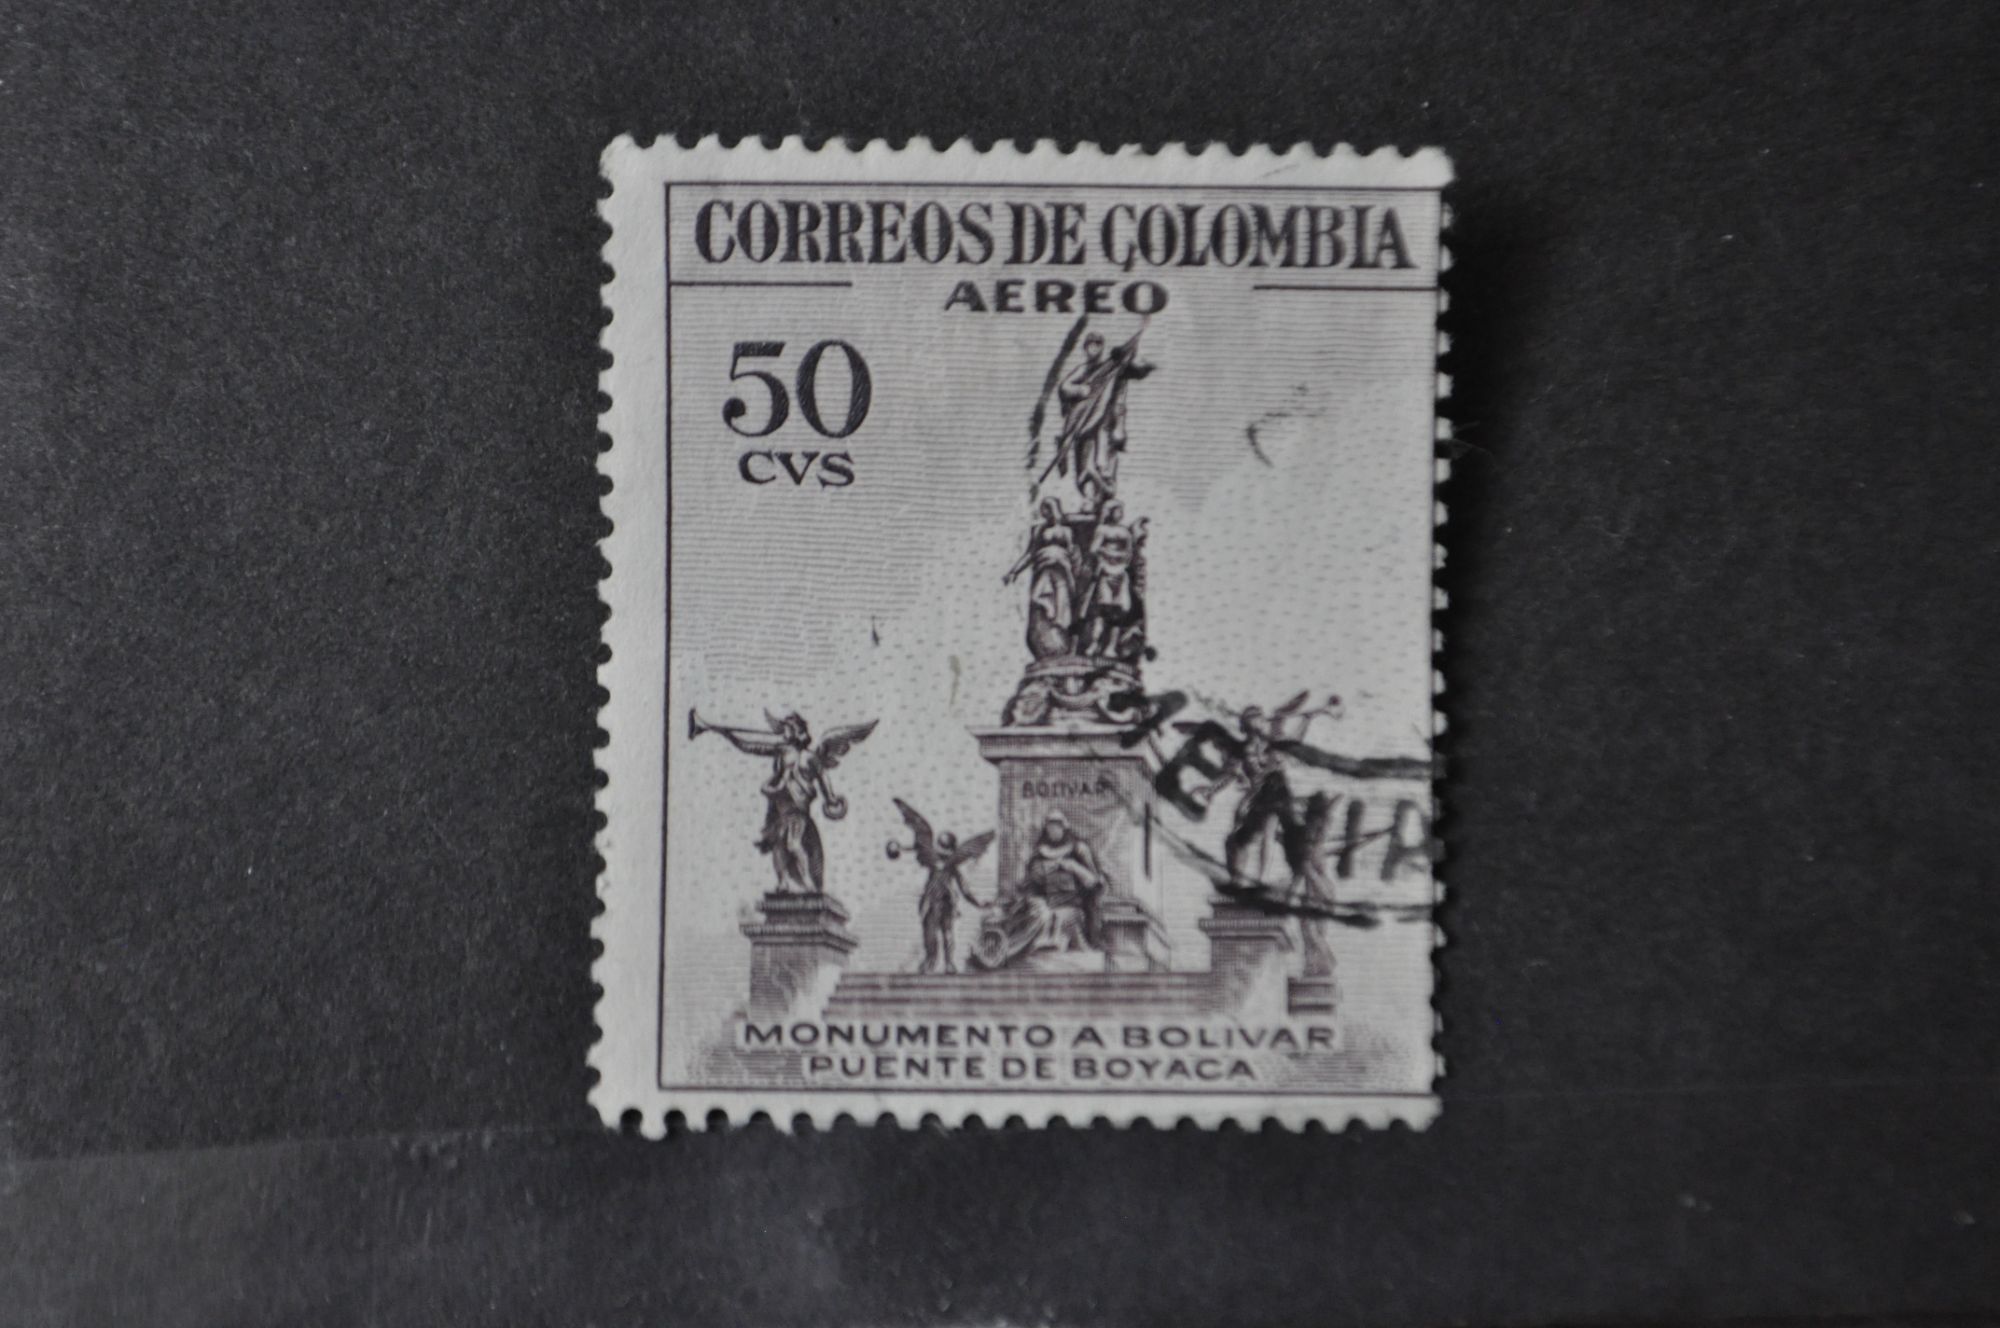 CORREOS DE COLOMBIA
AEREO
50
CVS
BOLIVAR
MONUMENTO A BOLIVAR
PUENTE DE BOYACA